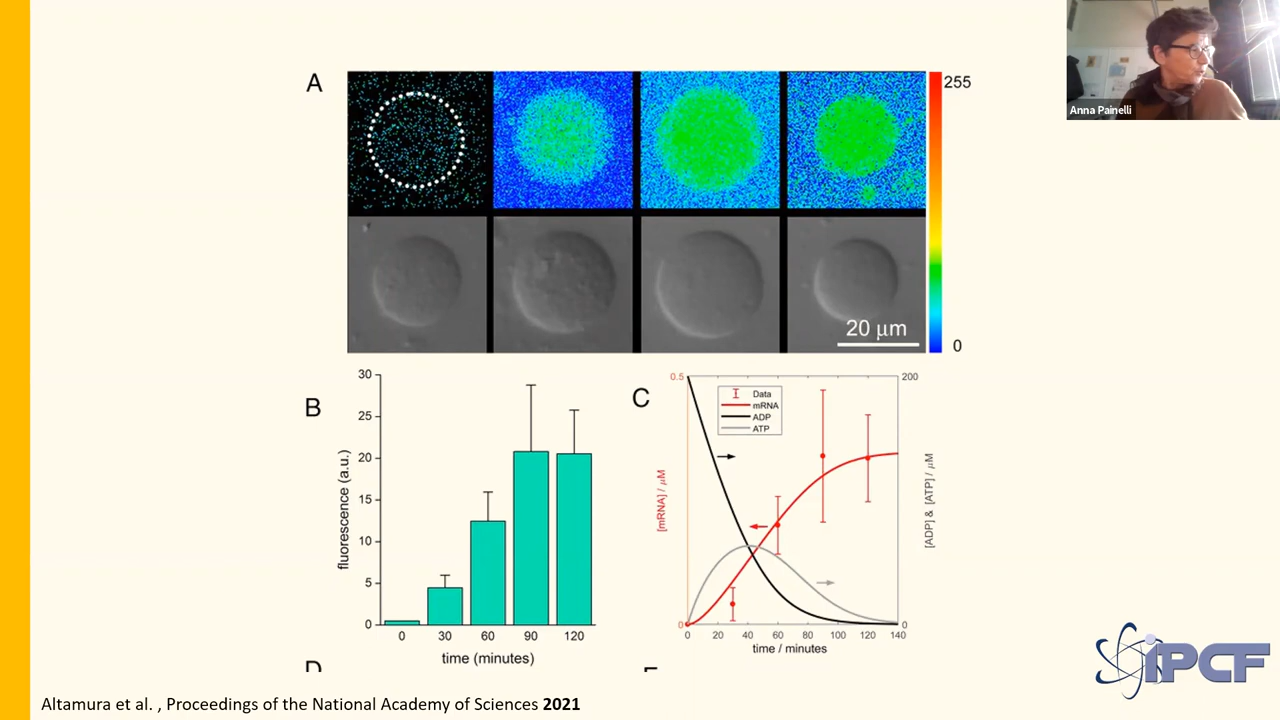 Anna Painelli
A
255
20 μm
0
B
30
25
20
15
10
5
0
fluorescence (a.u.)
0 30 60 90 120
time (minutes)
C
0.5
200
Data
mRNA
ADP
ATP
[mRNA] / μM
[ADP] & [ATP] / μM
0
0
0 20 40 60 80 100 120 140
time / minutes
D
iPCF
Altamura et al. , Proceedings of the National Academy of Sciences 2021